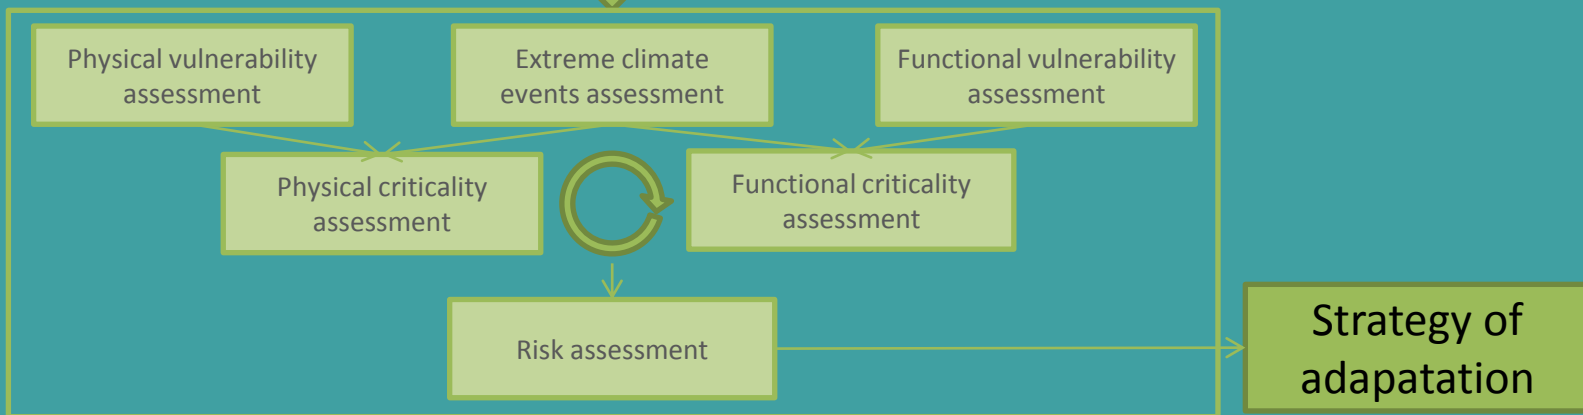 Physical vulnerability
assessment
Extreme climate
events assessment
Functional vulnerability
assessment
Physical criticality
assessment
Functional criticality
assessment
Risk assessment
Strategy of
adapatation